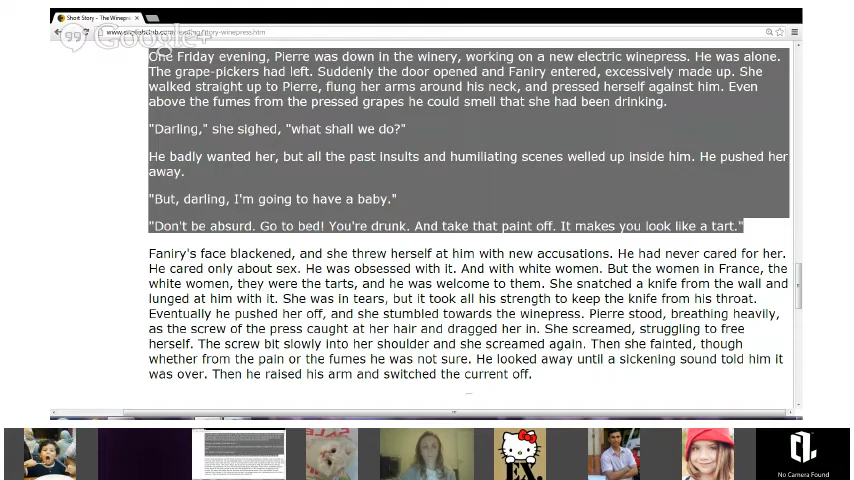 Short Story - The Winepres
Google+
www.englishclub.com/reading/story-winepress.htm
One Friday evening, Pierre was down in the winery, working on a new electric winepress. He was alone.
The grape-pickers had left. Suddenly the door opened and Faniry entered, excessively made up. She
walked straight up to Pierre, flung her arms around his neck, and pressed herself against him. Even
above the fumes from the pressed grapes he could smell that she had been drinking.
"Darling," she sighed, "what shall we do?"
He badly wanted her, but all the past insults and humiliating scenes welled up inside him. He pushed her
away.
"But, darling, I'm going to have a baby."
"Don't be absurd. Go to bed! You're drunk. And take that paint off. It makes you look like a tart."
Faniry's face blackened, and she threw herself at him with new accusations. He had never cared for her.
He cared only about sex. He was obsessed with it. And with white women. But the women in France, the
white women, they were the tarts, and he was welcome to them. She snatched a knife from the wall and
lunged at him with it. She was in tears, but it took all his strength to keep the knife from his throat.
Eventually he pushed her off, and she stumbled towards the winepress. Pierre stood, breathing heavily,
as the screw of the press caught at her hair and dragged her in. She screamed, struggling to free
herself. The screw bit slowly into her shoulder and she screamed again. Then she fainted, though
whether from the pain or the fumes he was not sure. He looked away until a sickening sound told him it
was over. Then he raised his arm and switched the current off.
No Camera Found